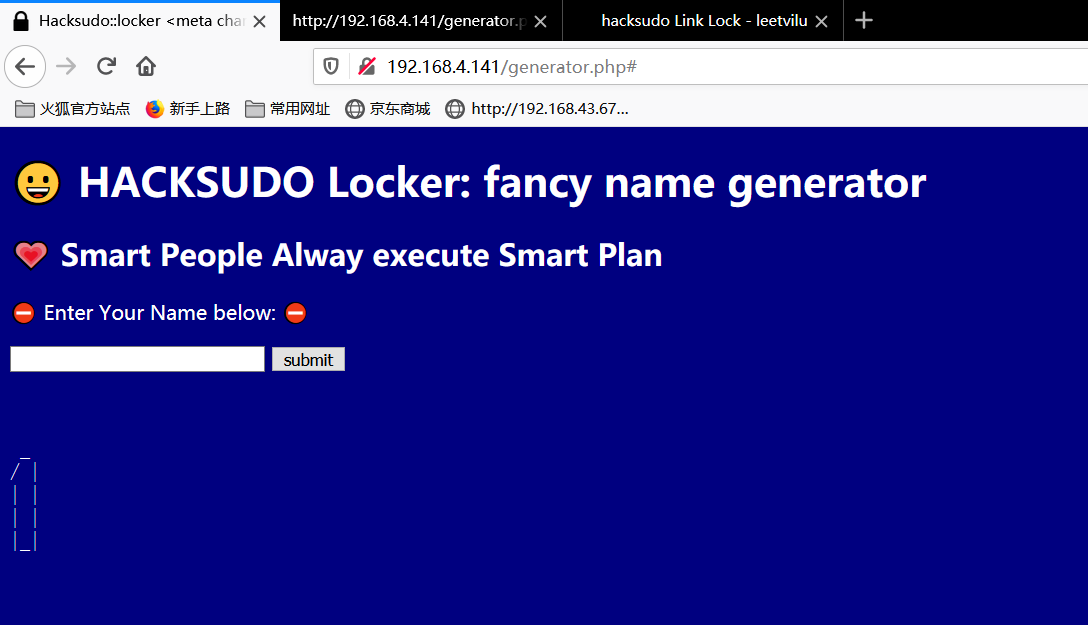 Hacksudo::locker <meta char
http://192.168.4.141/generator.p
hacksudo Link Lock - leetvilu
192.168.4.141/generator.php#
火狐官方站点
新手上路
常用网址
京东商城
http://192.168.43.67...
HACKSUDO Locker: fancy name generator
Smart People Alway execute Smart Plan
Enter Your Name below:
submit
 _
/ |
| |
| |
|_|